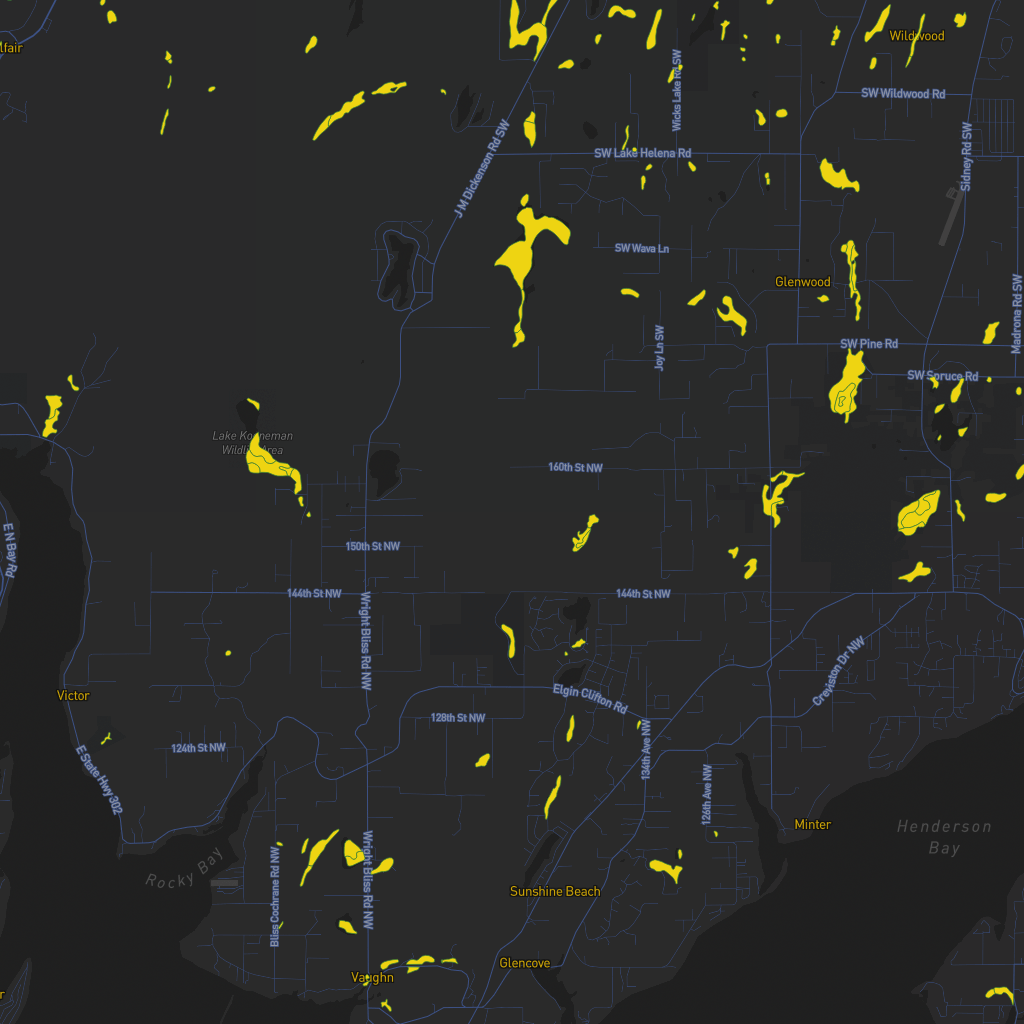 lfair
Wildwood
SW Wildwood Rd
Wicks Lake Rd SW
SW Lake Helena Rd
Sidney Rd SW
J M Dickenson Rd SW
SW Wava Ln
Glenwood
Madrona Rd SW
Joy Ln SW
SW Pine Rd
SW Spruce Rd
Lake Koeneman
Wildlife Area
160th St NW
E N Bay Rd
150th St NW
144th St NW
144th St NW
Wright Bliss Rd NW
Creviston Dr NW
Victor
Elgin Clifton Rd
128th St NW
124th St NW
134th Ave NW
E State Hwy 302
126th Ave NW
Minter
Henderson
Bay
Rocky Bay
Bliss Cochrane Rd NW
Wright Bliss Rd NW
Sunshine Beach
Glencove
Vaughn
r